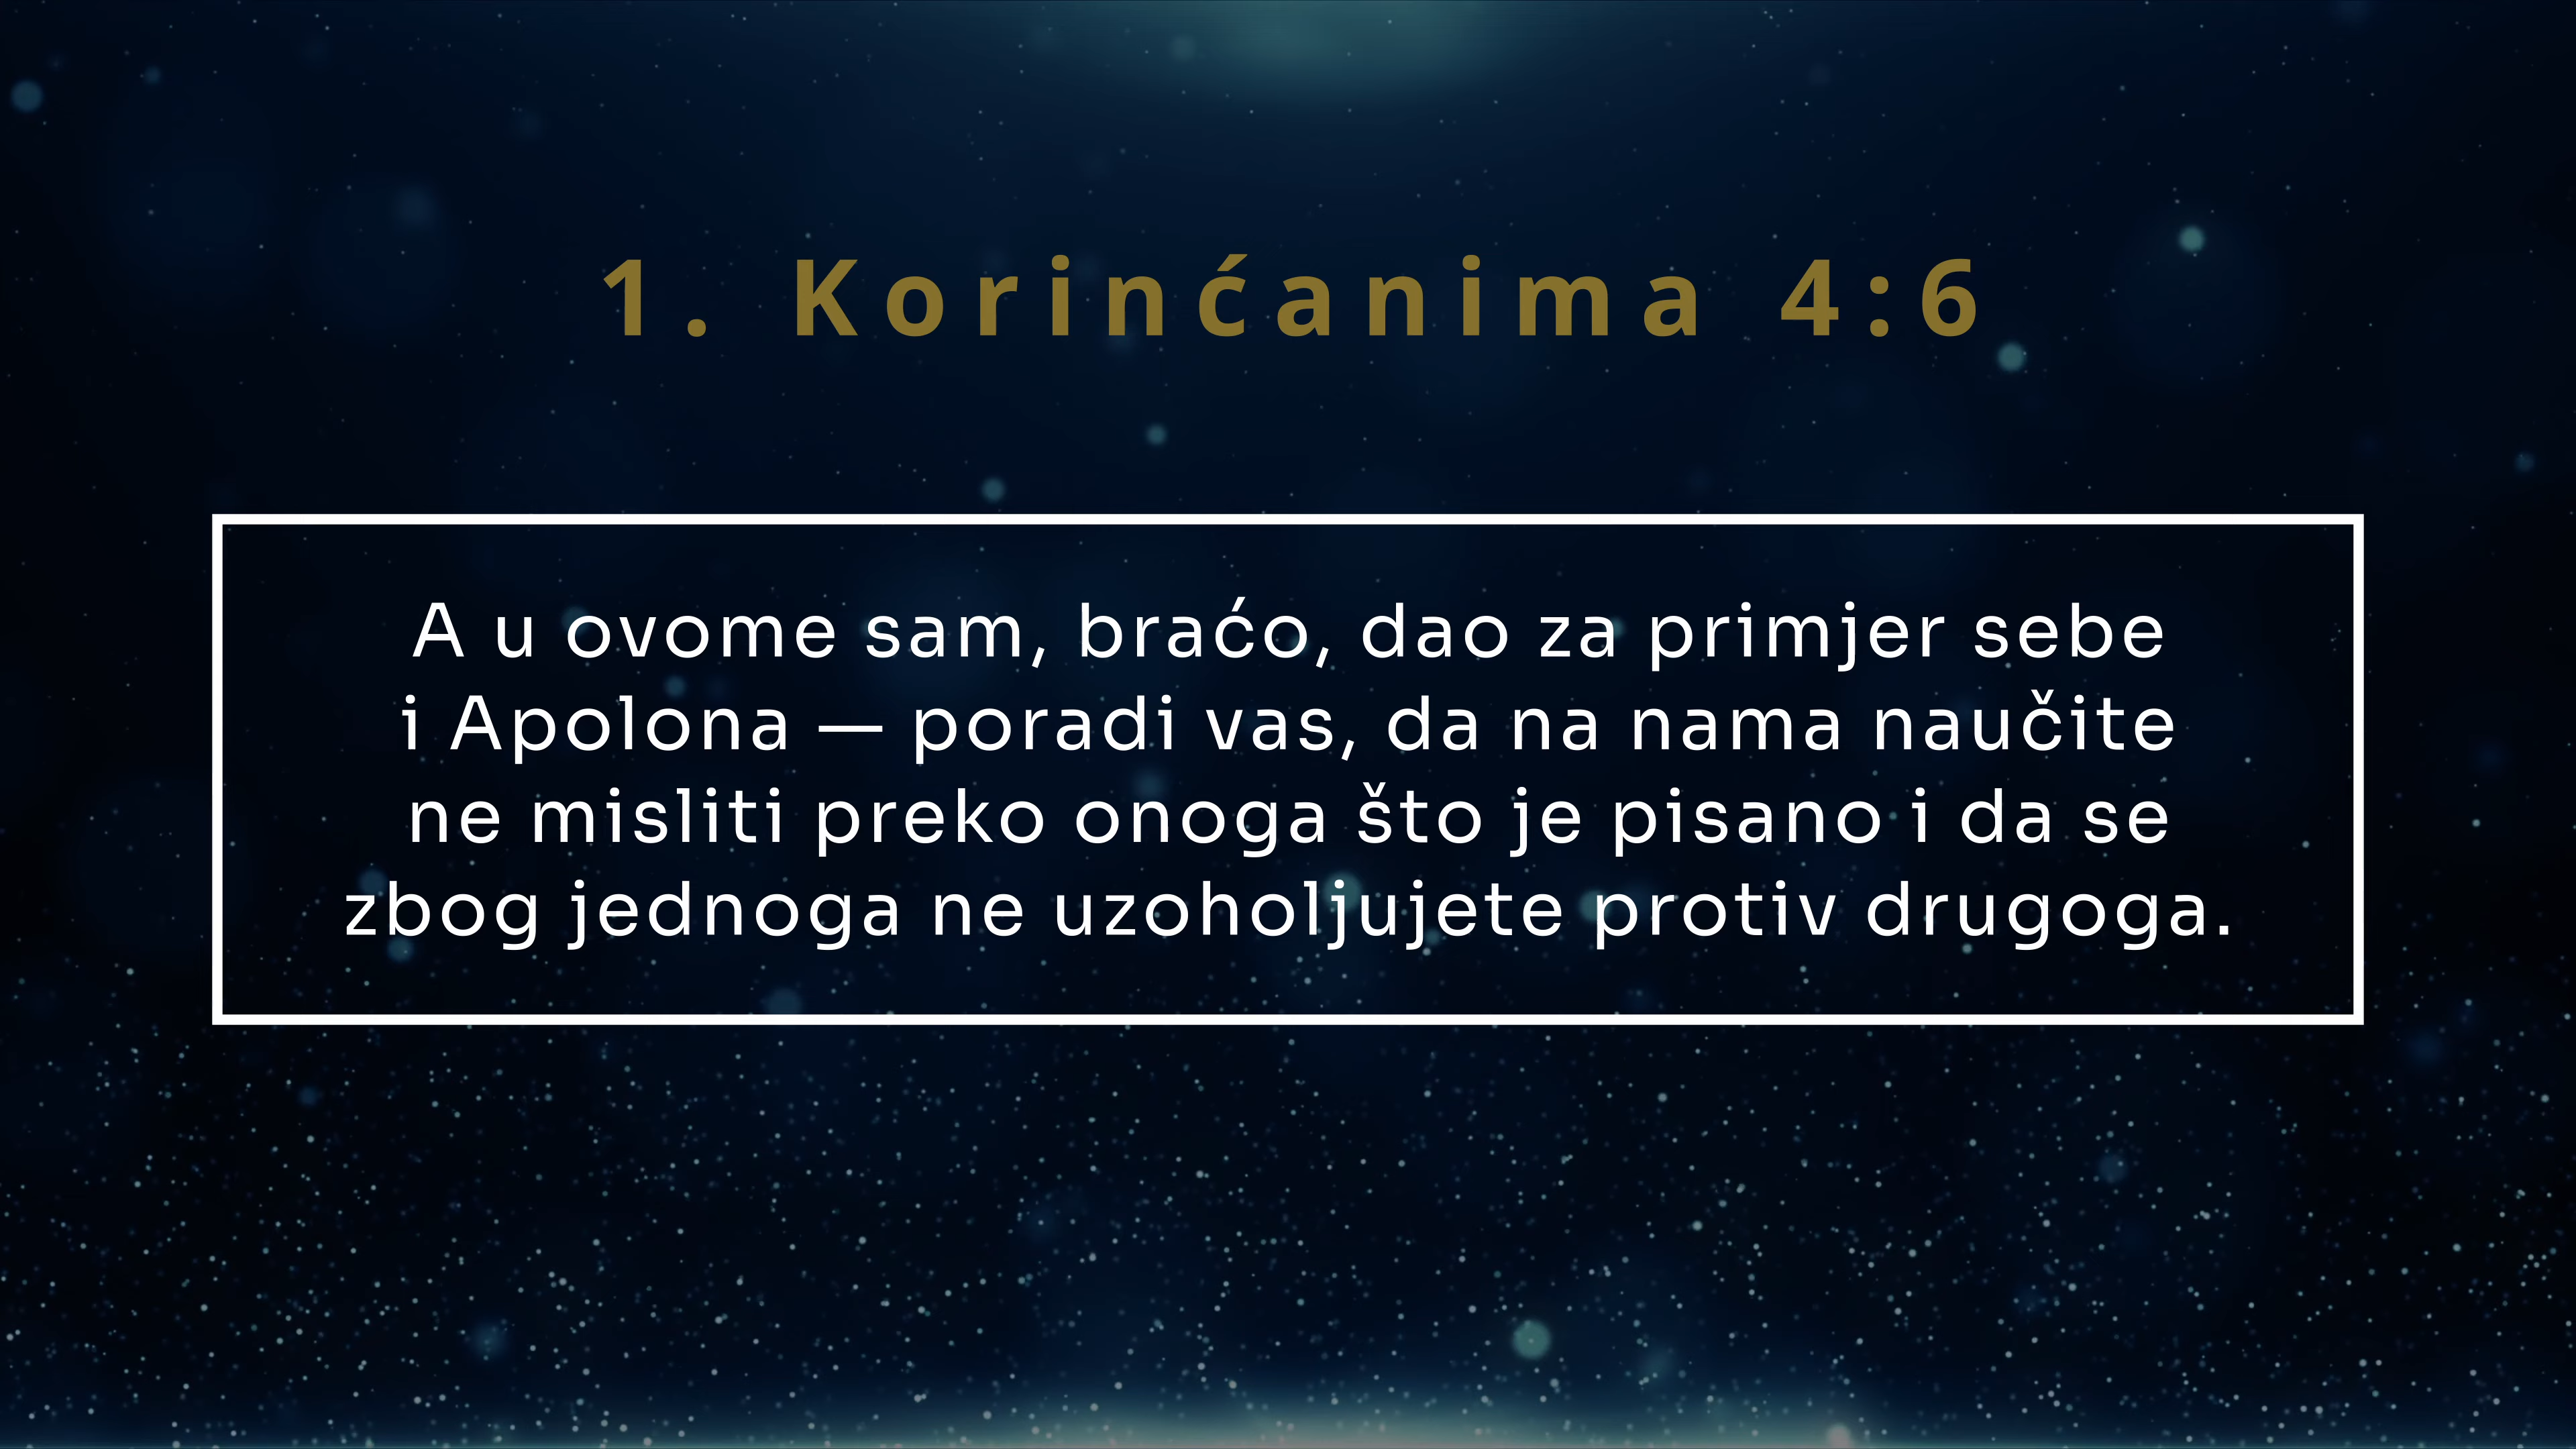 1. Korinćanima 4:6
A u ovome sam, braćo, dao za primjer sebe
i Apolona — poradi vas, da na nama naučite
ne misliti preko onoga što je pisano i da se
zbog jednoga ne uzoholjujete protiv drugoga.